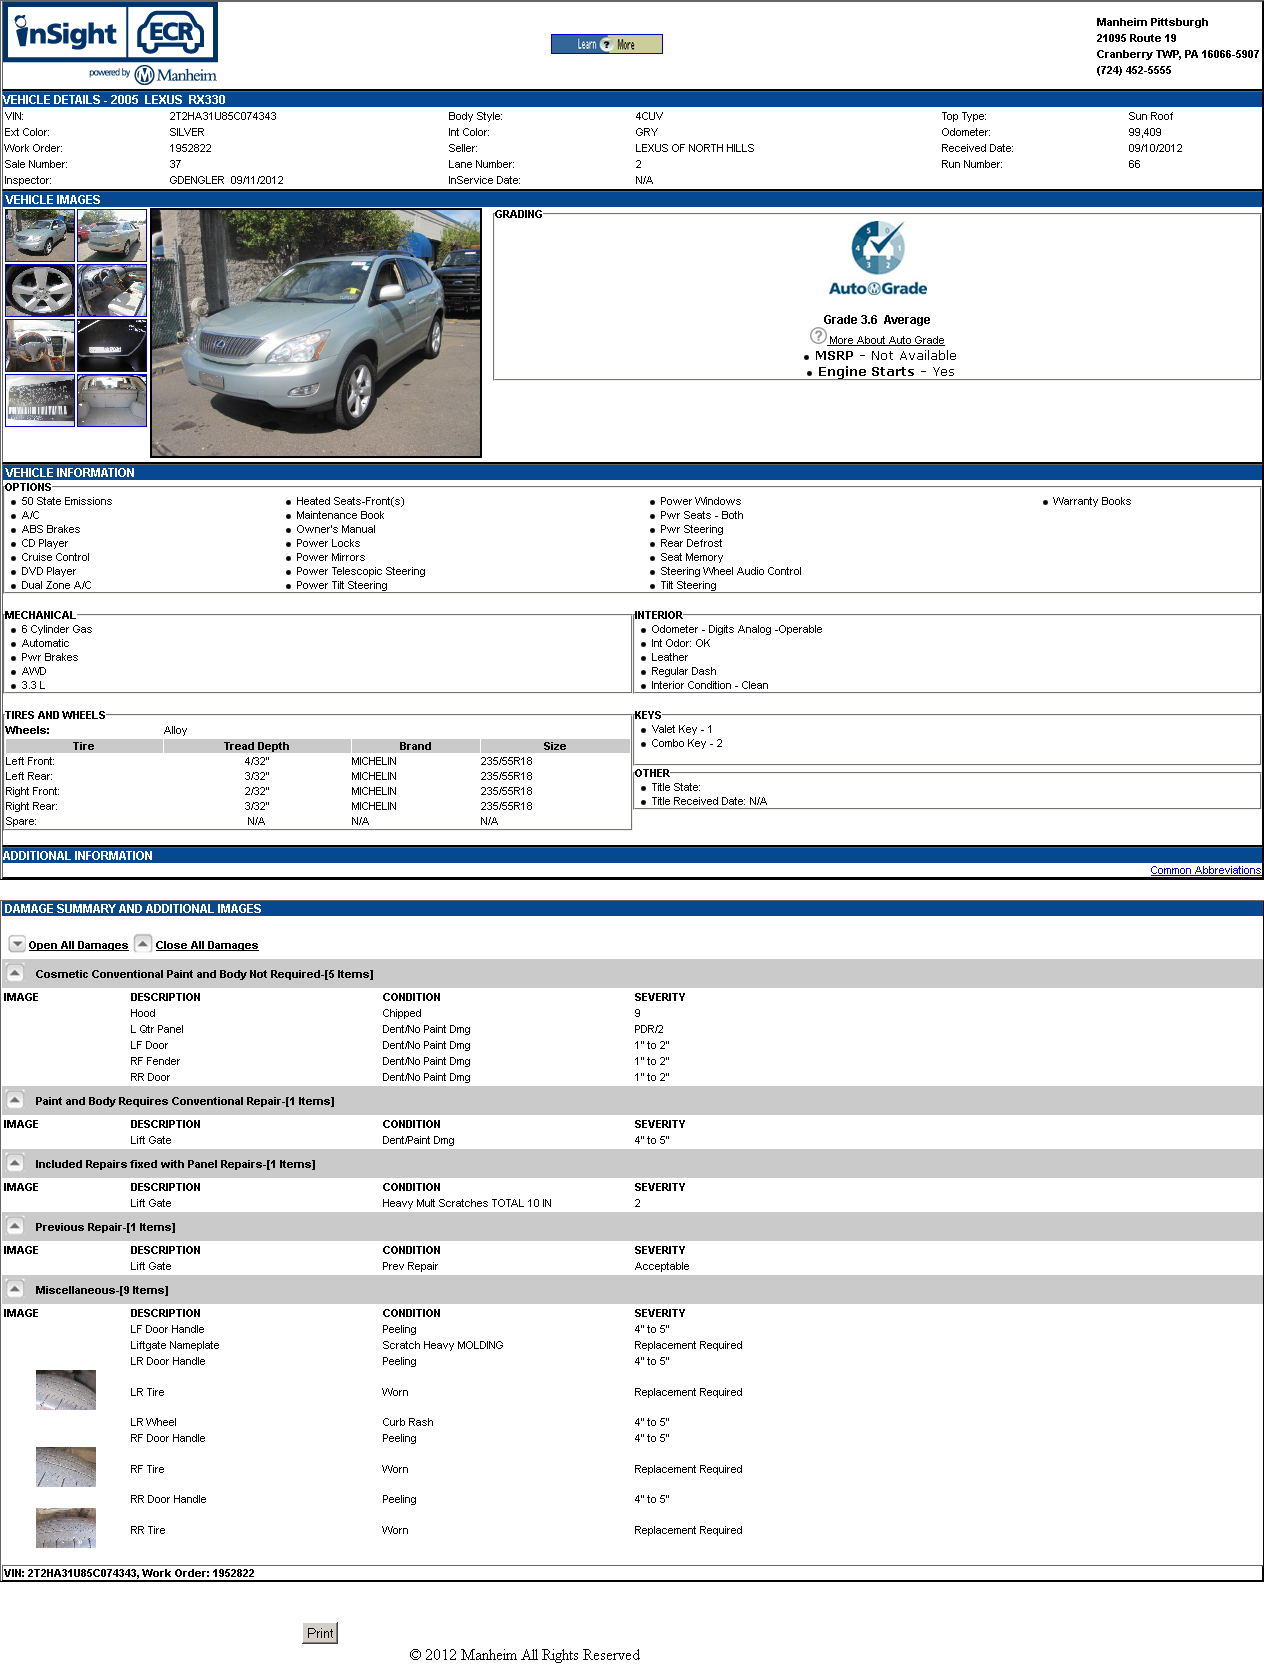 inSight ECR
powered by Manheim
Learn ? More
Manheim Pittsburgh
21095 Route 19
Cranberry TWP, PA 16066-5907
(724) 452-5555
VEHICLE DETAILS - 2005 LEXUS RX330
VIN: 2T2HA31U85C074343 Body Style: 4CUV Top Type: Sun Roof
Ext Color: SILVER Int Color: GRY Odometer: 99,409
Work Order: 1952822 Seller: LEXUS OF NORTH HILLS Received Date: 09/10/2012
Sale Number: 37 Lane Number: 2 Run Number: 66
Inspector: GDENGLER 09/11/2012 InService Date: N/A
VEHICLE IMAGES
GRADING
5 0 4 1 3 2
AutoGrade
Grade 3.6 Average
? More About Auto Grade
• MSRP - Not Available
• Engine Starts - Yes
VEHICLE INFORMATION
OPTIONS
• 50 State Emissions • Heated Seats-Front(s) • Power Windows • Warranty Books
• A/C • Maintenance Book • Pwr Seats - Both
• ABS Brakes • Owner's Manual • Pwr Steering
• CD Player • Power Locks • Rear Defrost
• Cruise Control • Power Mirrors • Seat Memory
• DVD Player • Power Telescopic Steering • Steering Wheel Audio Control
• Dual Zone A/C • Power Tilt Steering • Tilt Steering
MECHANICAL
• 6 Cylinder Gas
• Automatic
• Pwr Brakes
• AWD
• 3.3 L
INTERIOR
• Odometer - Digits Analog -Operable
• Int Odor: OK
• Leather
• Regular Dash
• Interior Condition - Clean
TIRES AND WHEELS
Wheels: Alloy
Tire Tread Depth Brand Size
Left Front: 4/32" MICHELIN 235/55R18
Left Rear: 3/32" MICHELIN 235/55R18
Right Front: 2/32" MICHELIN 235/55R18
Right Rear: 3/32" MICHELIN 235/55R18
Spare: N/A N/A N/A
KEYS
• Valet Key - 1
• Combo Key - 2
OTHER
• Title State:
• Title Received Date: N/A
ADDITIONAL INFORMATION
Common Abbreviations
DAMAGE SUMMARY AND ADDITIONAL IMAGES
Open All Damages Close All Damages
Cosmetic Conventional Paint and Body Not Required-[5 Items]
IMAGE DESCRIPTION CONDITION SEVERITY
Hood Chipped 9
L Qtr Panel Dent/No Paint Dmg PDR/2
LF Door Dent/No Paint Dmg 1" to 2"
RF Fender Dent/No Paint Dmg 1" to 2"
RR Door Dent/No Paint Dmg 1" to 2"
Paint and Body Requires Conventional Repair-[1 Items]
IMAGE DESCRIPTION CONDITION SEVERITY
Lift Gate Dent/Paint Dmg 4" to 5"
Included Repairs fixed with Panel Repairs-[1 Items]
IMAGE DESCRIPTION CONDITION SEVERITY
Lift Gate Heavy Mult Scratches TOTAL 10 IN 2
Previous Repair-[1 Items]
IMAGE DESCRIPTION CONDITION SEVERITY
Lift Gate Prev Repair Acceptable
Miscellaneous-[9 Items]
IMAGE DESCRIPTION CONDITION SEVERITY
LF Door Handle Peeling 4" to 5"
Liftgate Nameplate Scratch Heavy MOLDING Replacement Required
LR Door Handle Peeling 4" to 5"
LR Tire Worn Replacement Required
LR Wheel Curb Rash 4" to 5"
RF Door Handle Peeling 4" to 5"
RF Tire Worn Replacement Required
RR Door Handle Peeling 4" to 5"
RR Tire Worn Replacement Required
VIN: 2T2HA31U85C074343, Work Order: 1952822
Print
© 2012 Manheim All Rights Reserved